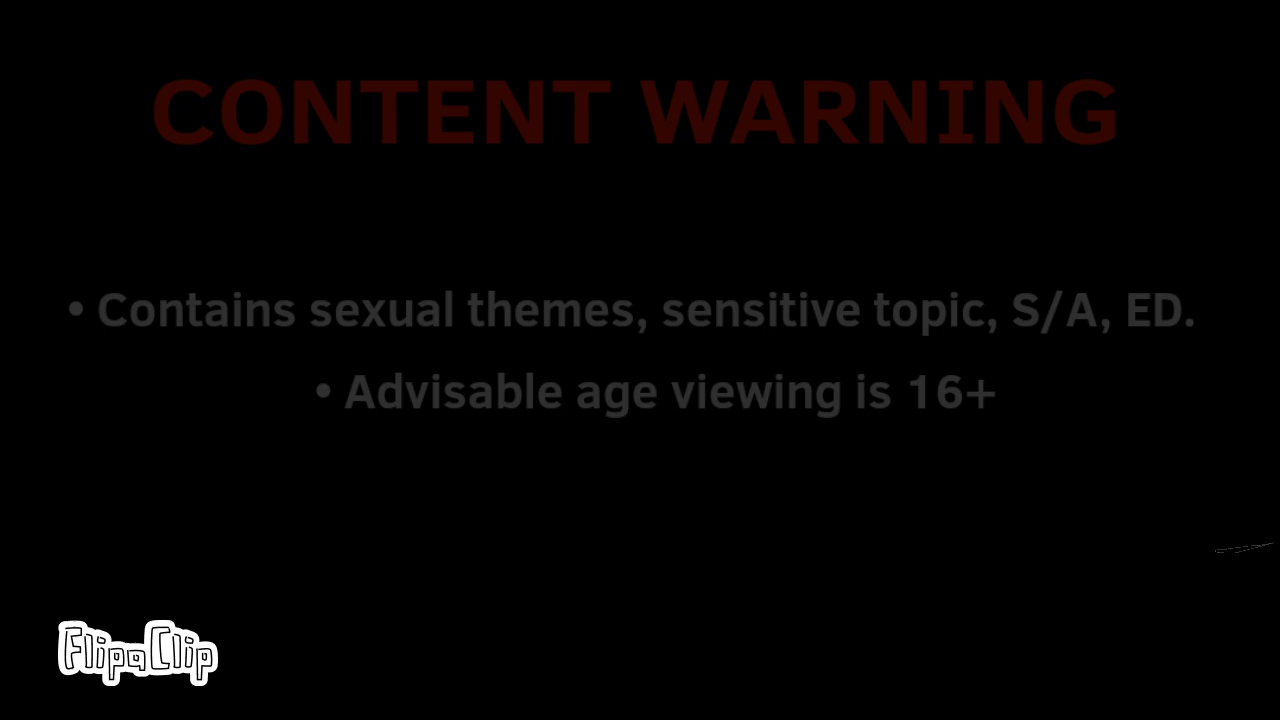 CONTENT WARNING
• Contains sexual themes, sensitive topic, S/A, ED.
• Advisable age viewing is 16+
FlipaClip